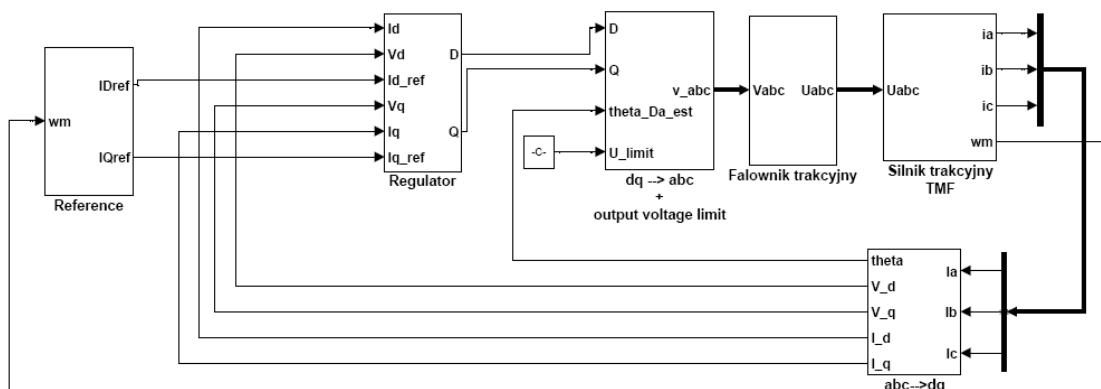 wm
IDref
IQref
Reference
Id
Vd
Id_ref
Vq
Iq
Iq_ref
D
Q
Regulator
D
Q
theta_Da_est
U_limit
v_abc
-C-
dq --> abc
+
output voltage limit
Vabc
Uabc
Falownik trakcyjny
Uabc
ia
ib
ic
wm
Silnik trakcyjny
TMF
theta
V_d
V_q
I_d
I_q
Ia
Ib
Ic
abc-->dq